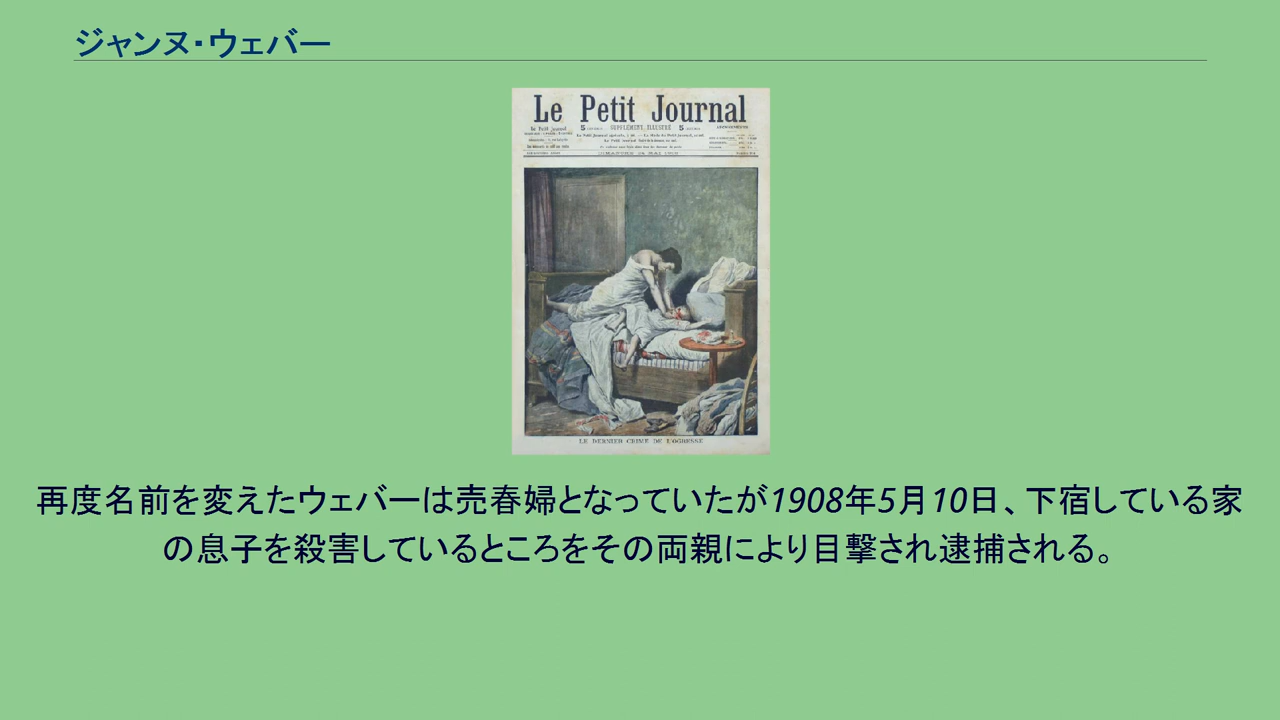 ジャンヌ・ウェバー
Le Petit Journal
5
SUPPLÉMENT ILLUSTRÉ
5
LE DERNIER CRIME DE L'OGRESSE
再度名前を変えたウェバーは売春婦となっていたが1908年5月10日、下宿している家
の息子を殺害しているところをその両親により目撃され逮捕される。